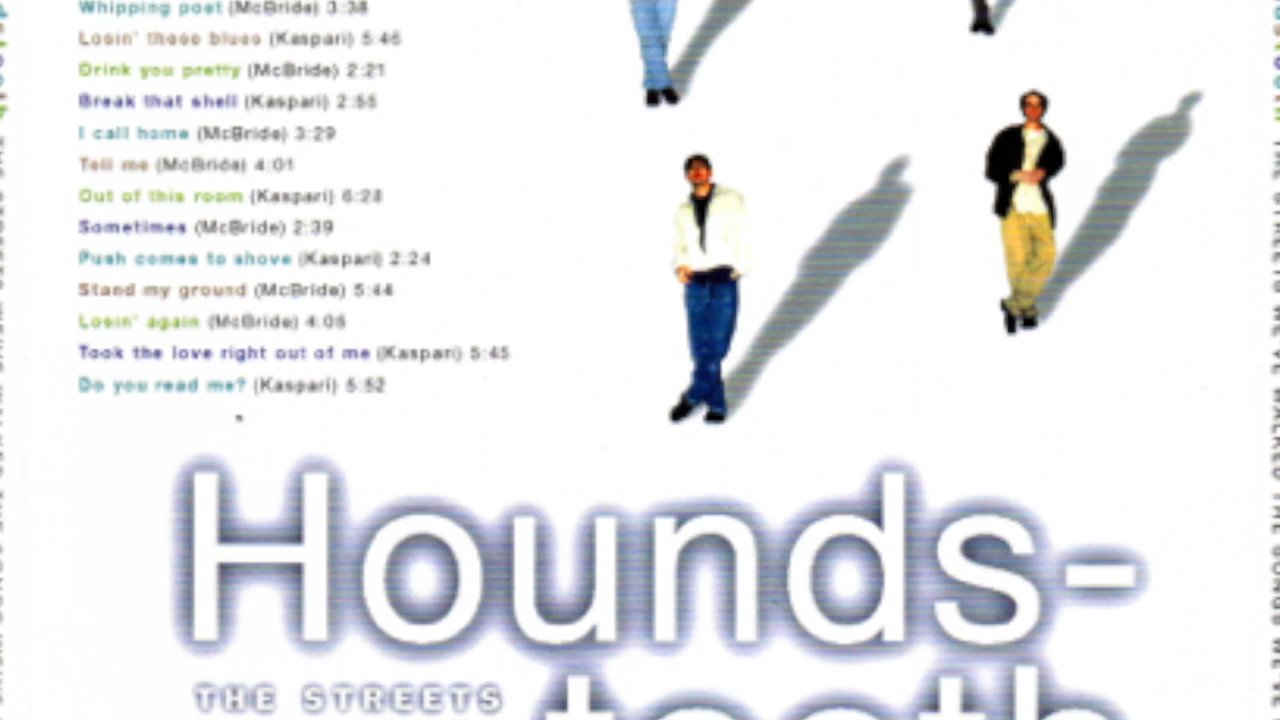 Whipping post (McBride) 3:38
Losin' these blues (Kaspari) 5:46
Drink you pretty (McBride) 2:21
Break that shell (Kaspari) 2:55
I call home (McBride) 3:29
Tell me (McBride) 4:01
Out of this room (Kaspari) 6:23
Sometimes (McBride) 2:39
Push comes to shove (Kaspari) 2:24
Stand my ground (McBride) 5:44
Losin' again (McBride) 4:06
Took the love right out of me (Kaspari) 5:45
Do you read me? (Kaspari) 5:52
Hounds-
THE STREETS tooth